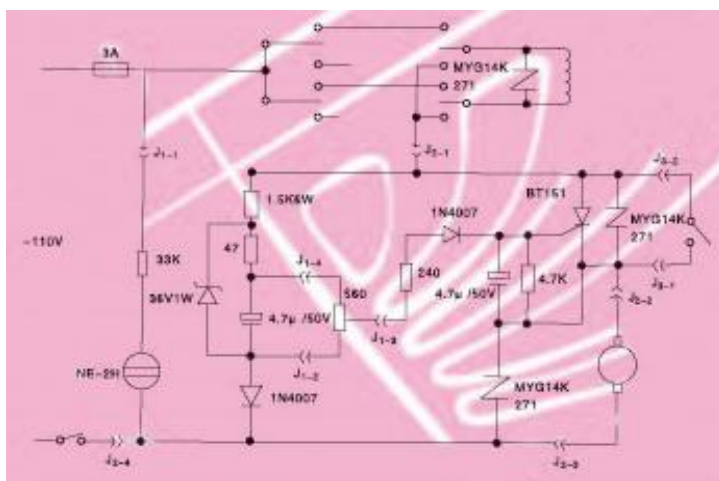 3A
MYG14K
271
J1-1
J2-1
J3-2
BT151
1.5K5W
1N4007
MYG14K
271
~110V
47
J1-4
33K
240
4.7μ/50V
4.7K
560
36V1W
J3-1
J2-2
4.7μ/50V
J1-3
J1-2
NE-2H
1N4007
MYG14K
271
J2-4
J2-3